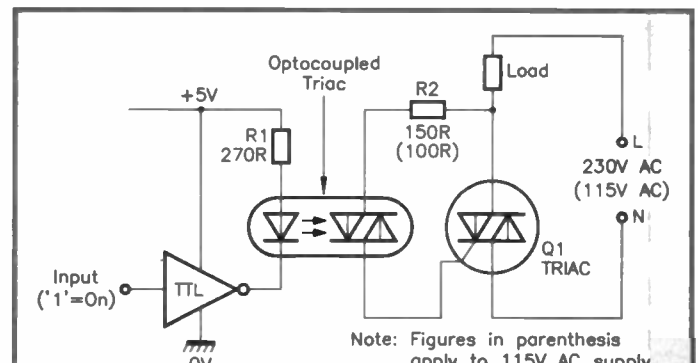 Optocoupled
Triac
Load
+5V
R2
R1
270R
150R
(100R)
L
230V AC
(115V AC)
N
Q1
TRIAC
Input
('1'=On)
TTL
0V
Note: Figures in parenthesis
apply to 115V AC supply